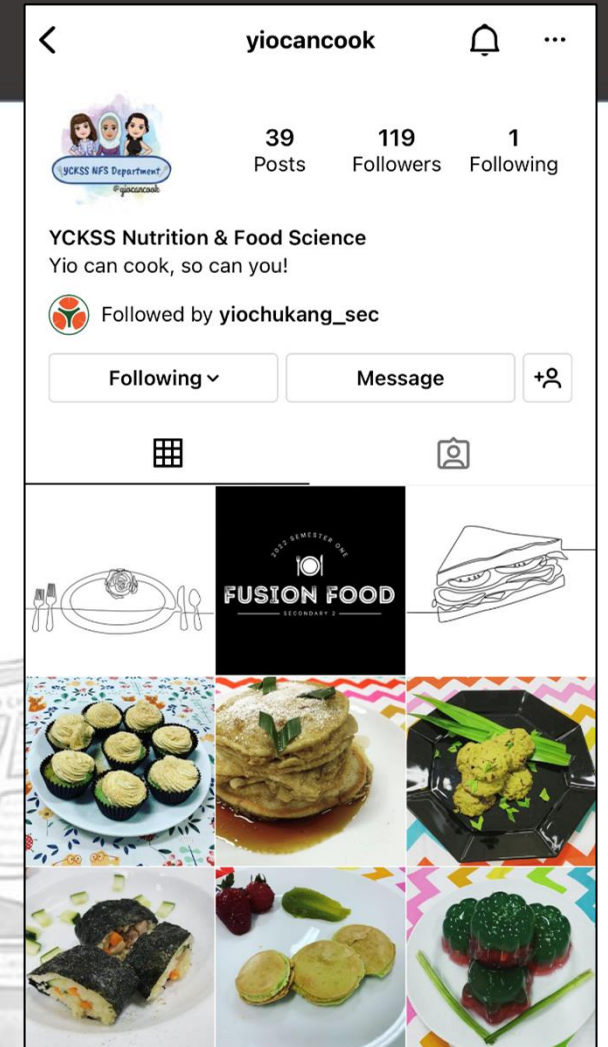 yiocancook
YCKSS NFS Department
@yiocancook
39
119
1
Posts
Followers
Following
YCKSS Nutrition & Food Science
Yio can cook, so can you!
Followed by yiochukang_sec
Following
Message
2022 SEMESTER ONE
FUSION FOOD
SECONDARY 2